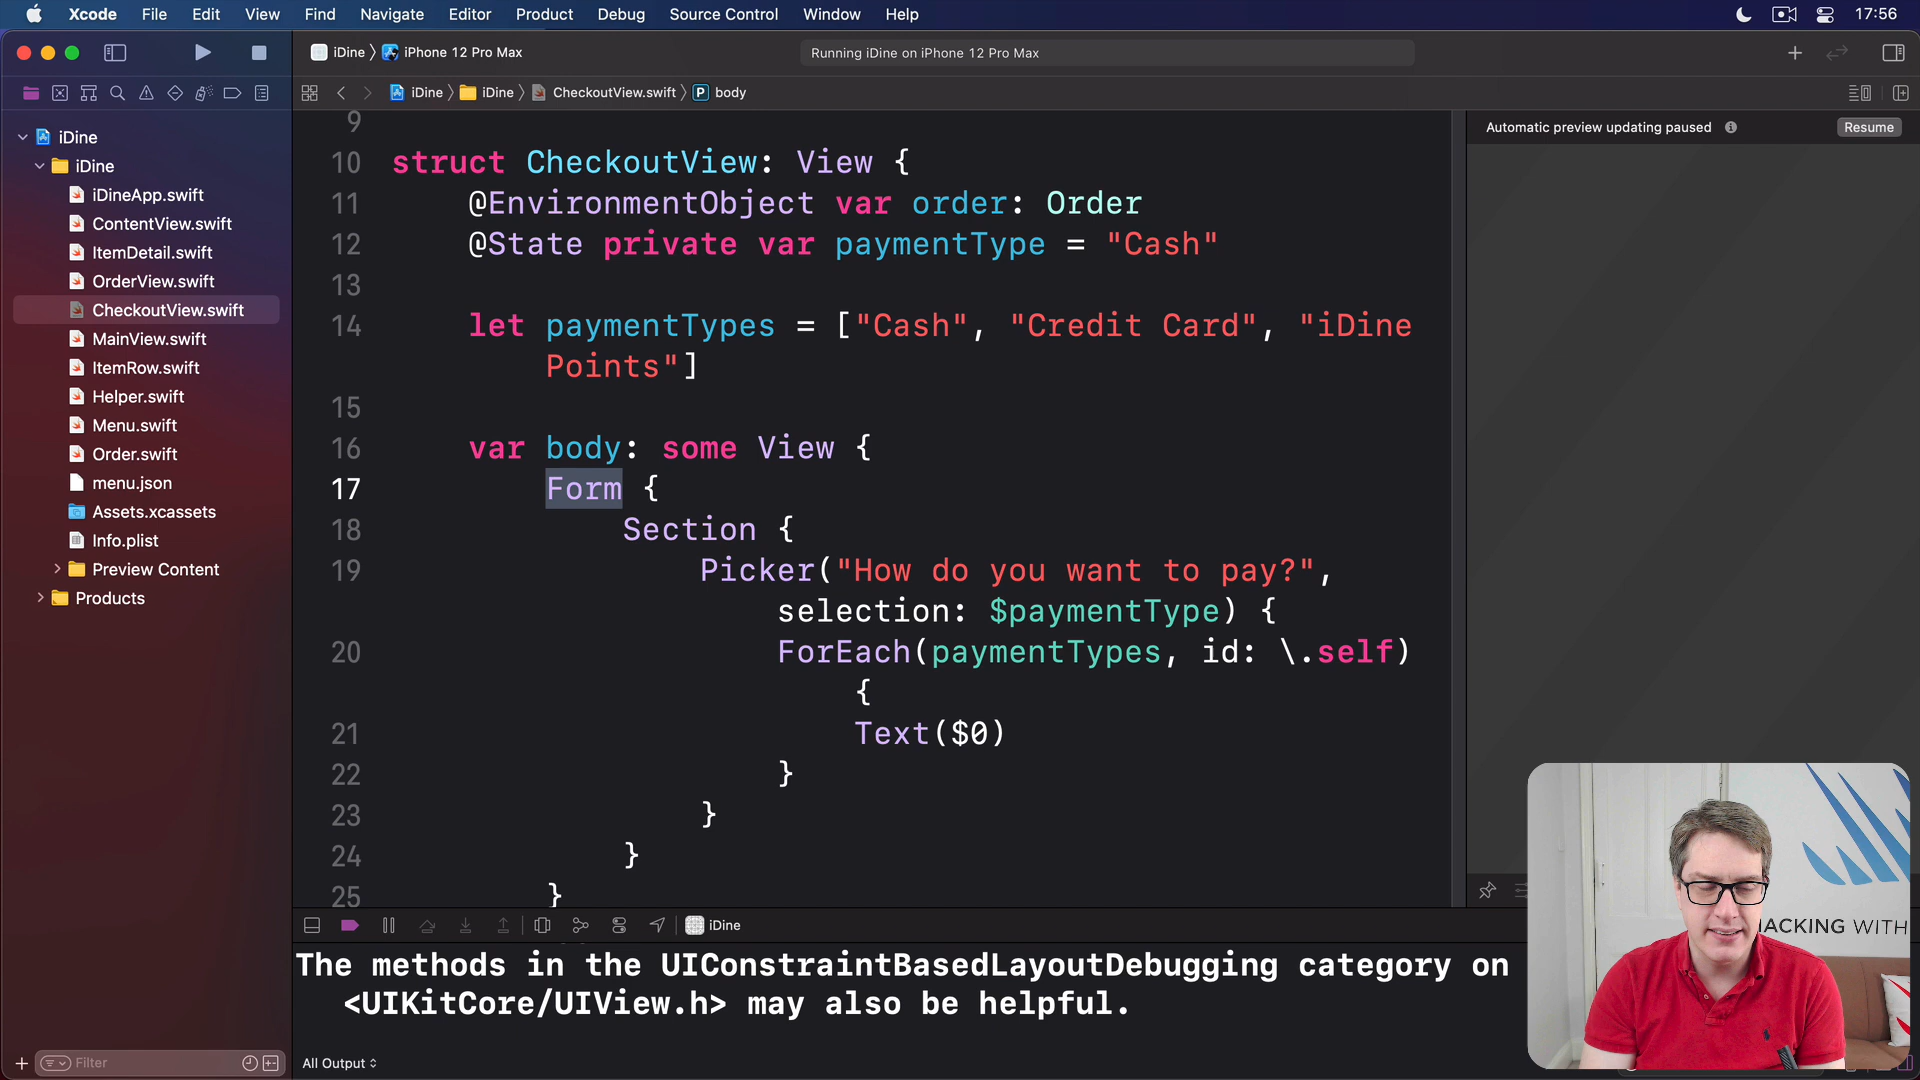 Xcode File Edit View Find Navigate Editor Product Debug Source Control Window Help 17:56
iDine iPhone 12 Pro Max Running iDine on iPhone 12 Pro Max
iDine iDine CheckoutView.swift P body
Automatic preview updating paused Resume
iDine
iDine
iDineApp.swift
ContentView.swift
ItemDetail.swift
OrderView.swift
CheckoutView.swift
MainView.swift
ItemRow.swift
Helper.swift
Menu.swift
Order.swift
menu.json
Assets.xcassets
Info.plist
Preview Content
Products
Filter
9
10 struct CheckoutView: View {
11 @EnvironmentObject var order: Order
12 @State private var paymentType = "Cash"
13
14 let paymentTypes = ["Cash", "Credit Card", "iDine
Points"]
15
16 var body: some View {
17 Form {
18 Section {
19 Picker("How do you want to pay?",
selection: $paymentType) {
20 ForEach(paymentTypes, id: \.self)
{
21 Text($0)
22 }
23 }
24 }
25 }
iDine
The methods in the UIConstraintBasedLayoutDebugging category on
<UIKitCore/UIView.h> may also be helpful.
All Output
HACKING WITH